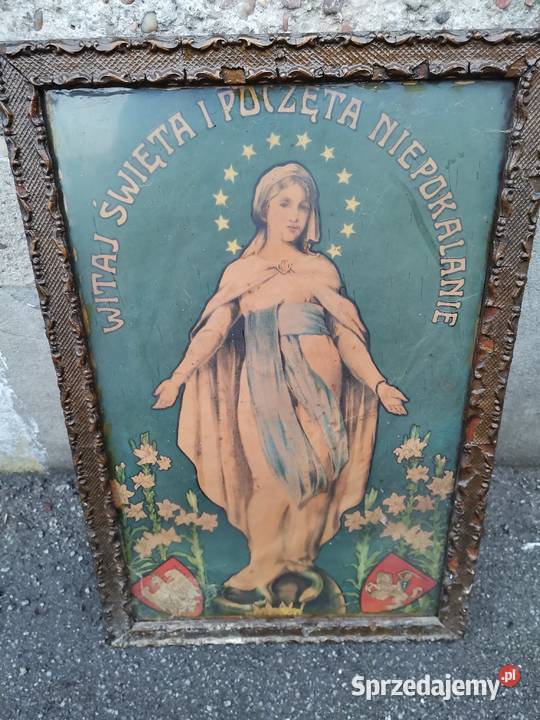 WITAJ ŚWIĘTA I POCZĘTA NIEPOKALANIE
Sprzedajemy.pl